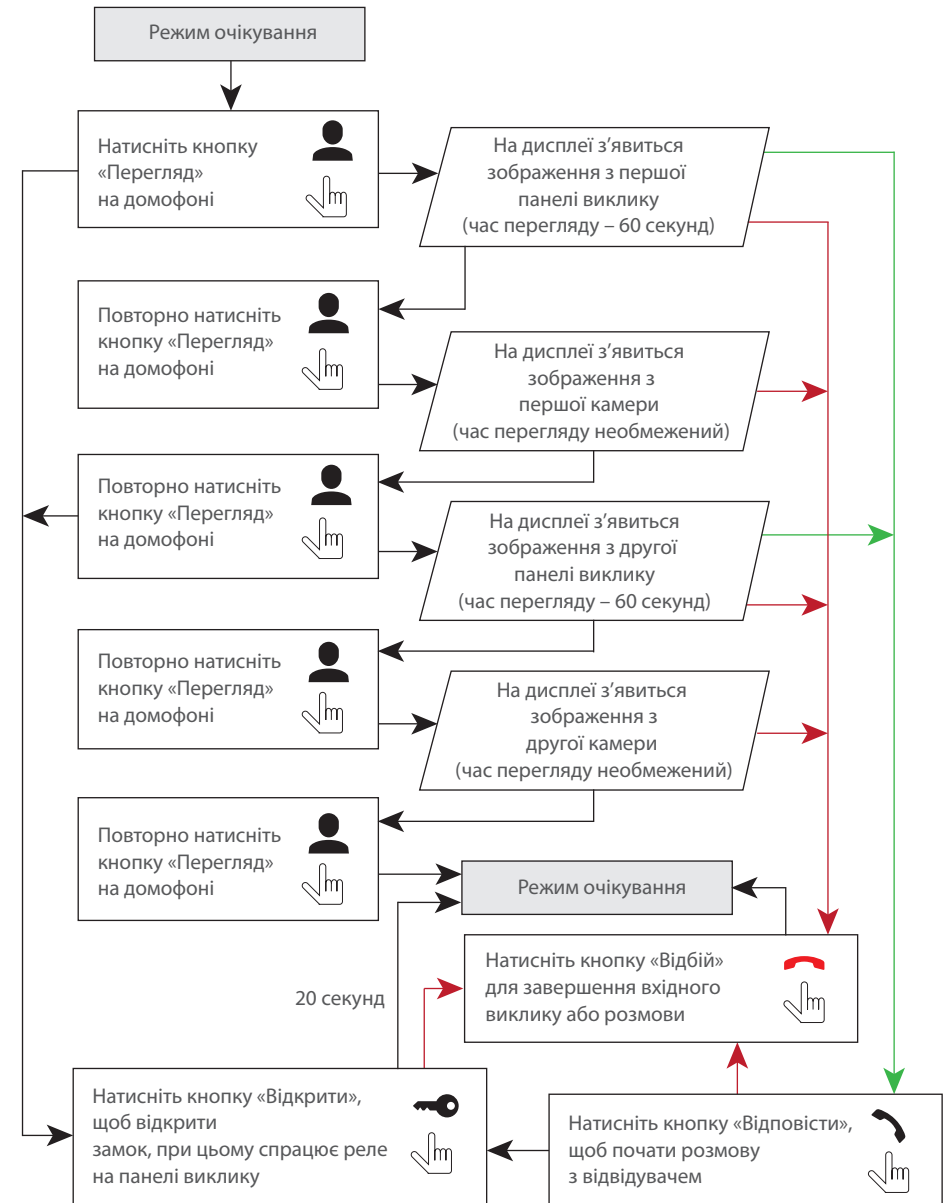 Режим очікування
Натисніть кнопку
«Перегляд»
на домофоні
На дисплеї з’явиться
зображення з першої
панелі виклику
(час перегляду – 60 секунд)
Повторно натисніть
кнопку «Перегляд»
на домофоні
На дисплеї з’явиться
зображення з
першої камери
(час перегляду необмежений)
Повторно натисніть
кнопку «Перегляд»
на домофоні
На дисплеї з’явиться
зображення з другої
панелі виклику
(час перегляду – 60 секунд)
Повторно натисніть
кнопку «Перегляд»
на домофоні
На дисплеї з’явиться
зображення з
другої камери
(час перегляду необмежений)
Повторно натисніть
кнопку «Перегляд»
на домофоні
Режим очікування
Натисніть кнопку «Відбій»
для завершення вхідного
виклику або розмови
20 секунд
Натисніть кнопку «Відкрити»,
щоб відкрити
замок, при цьому спрацює реле
на панелі виклику
Натисніть кнопку «Відповісти»,
щоб почати розмову
з відвідувачем